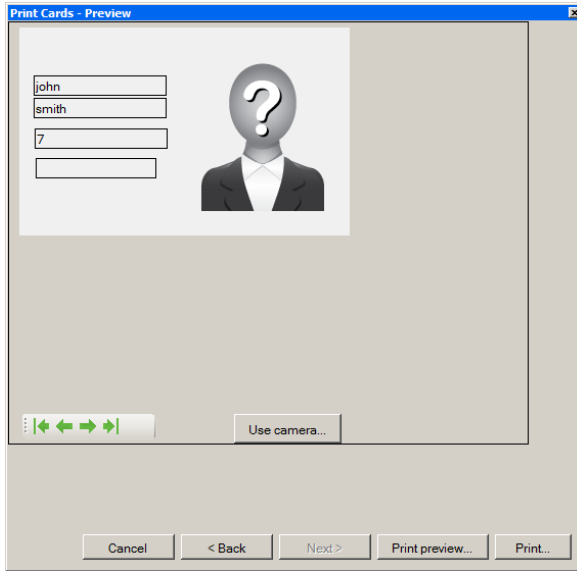 Print Cards - Preview
john
smith
7
?
Use camera...
Cancel
< Back
Next >
Print preview...
Print...